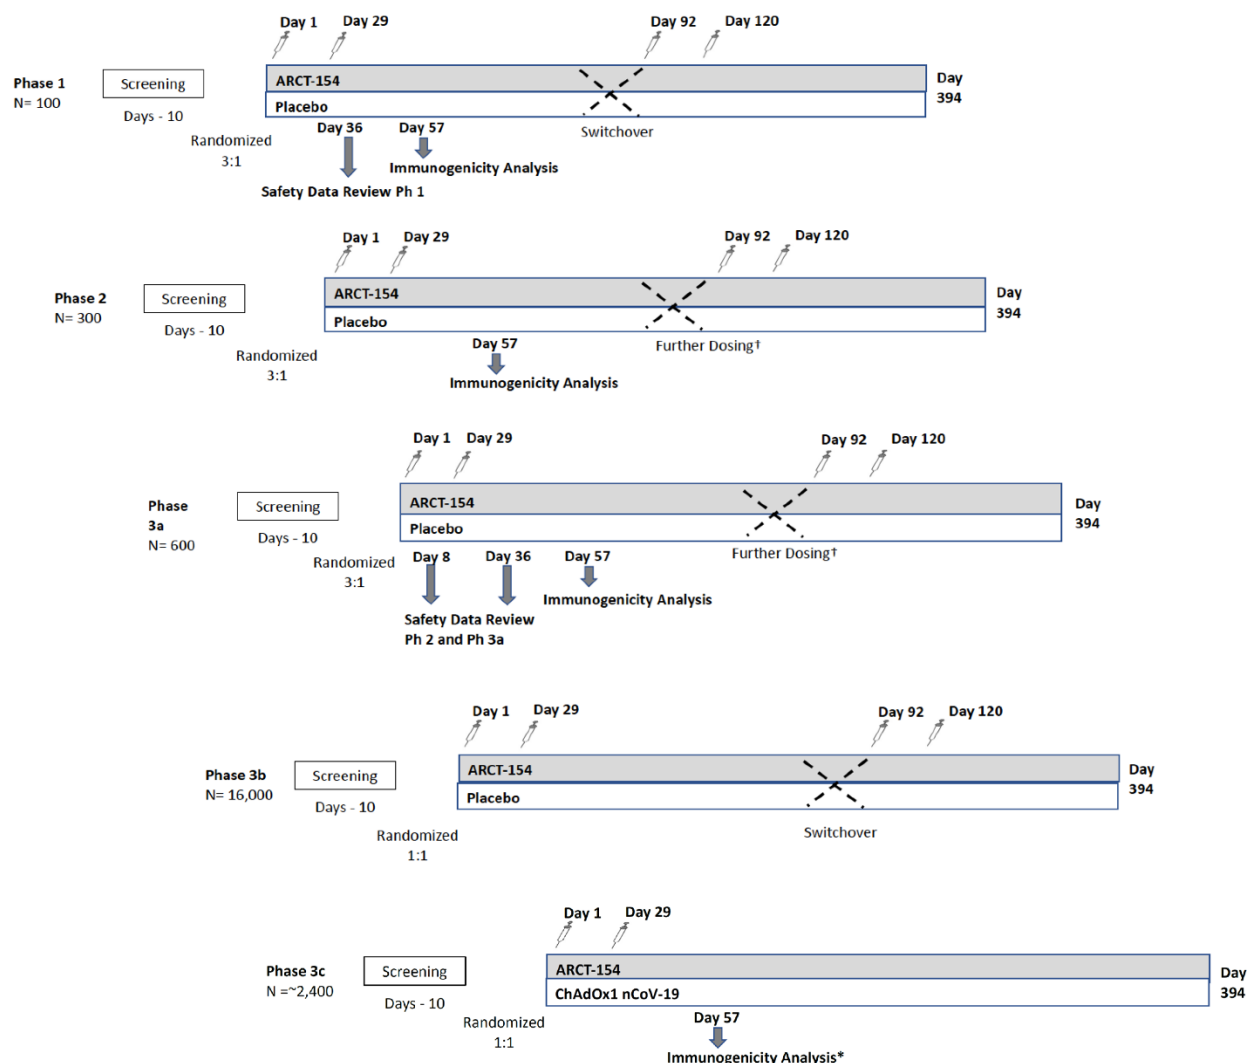 Day 1 Day 29 Day 92 Day 120
Phase 1
N= 100
Screening
Days - 10
ARCT-154
Placebo
Day
394
Randomized
3:1
Day 36 Day 57
Switchover
Immunogenicity Analysis
Safety Data Review Ph 1
Day 1 Day 29 Day 92 Day 120
Phase 2
N= 300
Screening
Days - 10
ARCT-154
Placebo
Day
394
Randomized
3:1
Day 57
Further Dosing†
Immunogenicity Analysis
Day 1 Day 29 Day 92 Day 120
Phase
3a
N= 600
Screening
Days - 10
ARCT-154
Placebo
Day
394
Randomized
3:1
Day 8 Day 36 Day 57
Further Dosing†
Immunogenicity Analysis
Safety Data Review
Ph 2 and Ph 3a
Day 1 Day 29 Day 92 Day 120
Phase 3b
N= 16,000
Screening
Days - 10
ARCT-154
Placebo
Day
394
Randomized
1:1
Switchover
Day 1 Day 29
Phase 3c
N =~2,400
Screening
Days - 10
ARCT-154
ChAdOx1 nCoV-19
Day
394
Randomized
1:1
Day 57
Immunogenicity Analysis*